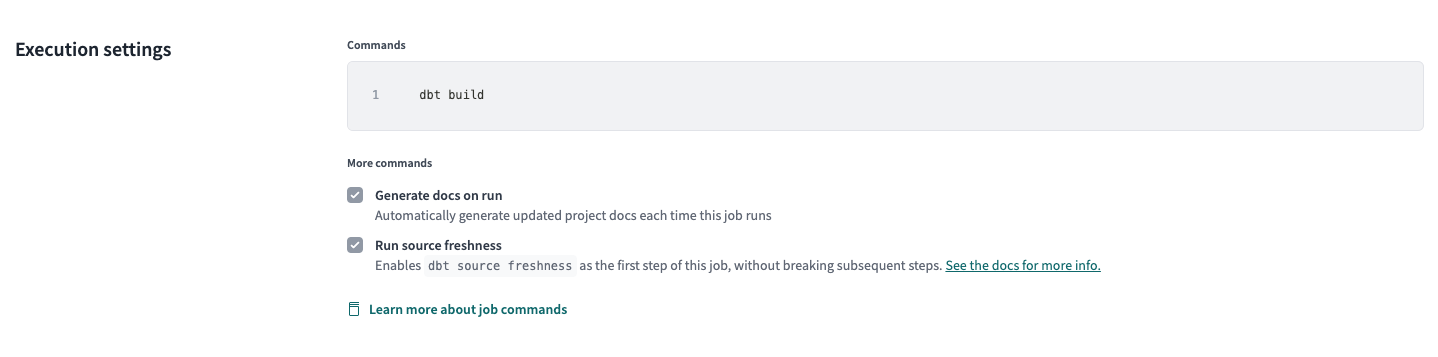 Execution settings
Commands
1 dbt build
More commands
Generate docs on run
Automatically generate updated project docs each time this job runs
Run source freshness
Enables dbt source freshness as the first step of this job, without breaking subsequent steps. See the docs for more info.
Learn more about job commands